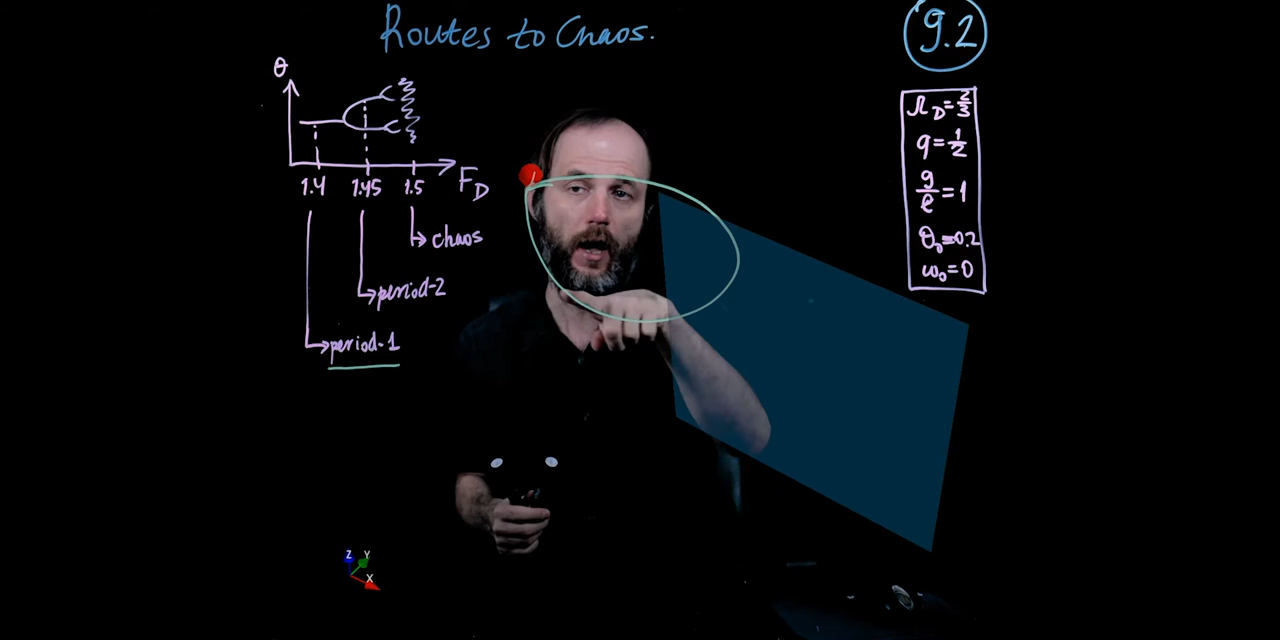 Routes to Chaos.
9.2
θ
1.4 1.45 1.5 F_D
chaos
period-2
period-1
Ω_D=2/3
q=1/2
g/ℓ=1
θ₀=0.2
ω₀=0
Z Y
X